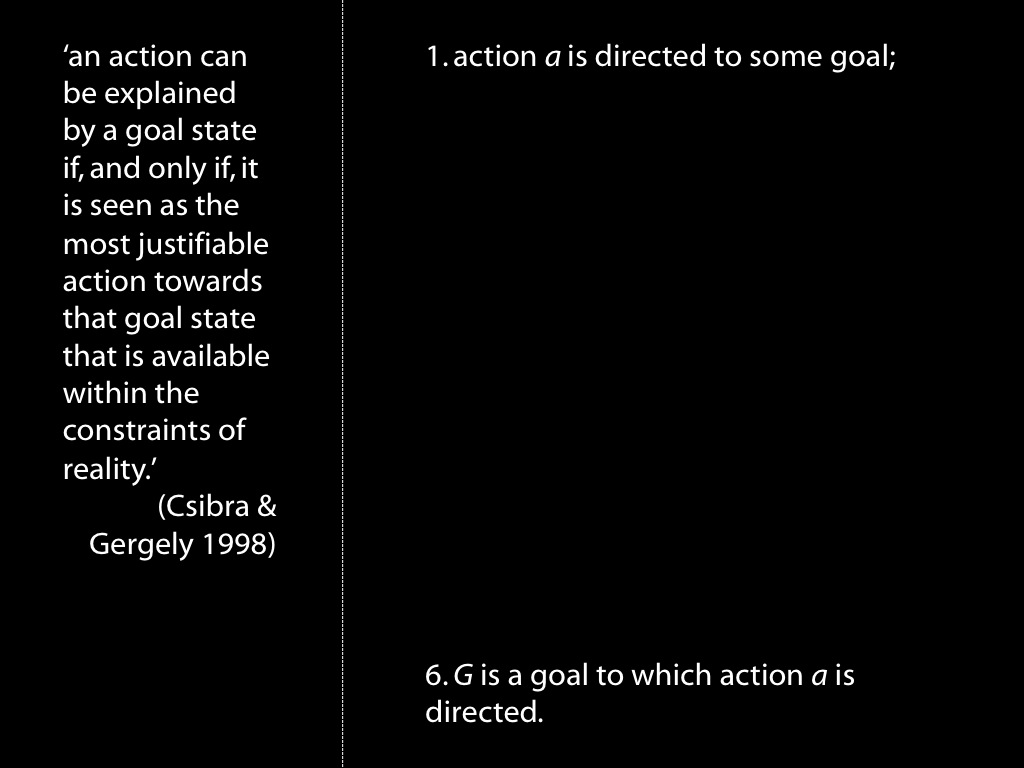 ‘an action can
be explained
by a goal state
if, and only if, it
is seen as the
most justifiable
action towards
that goal state
that is available
within the
constraints of
reality.’
(Csibra &
Gergely 1998)
1. action a is directed to some goal;
6. G is a goal to which action a is
directed.